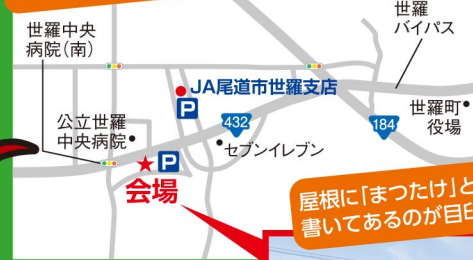 世羅中央
病院(南)
世羅
バイパス
JA尾道市世羅支店
P
432
184
世羅町
役場
公立世羅
中央病院
セブンイレブン
P
会場
屋根に「まつたけ」と
書いてあるのが目印